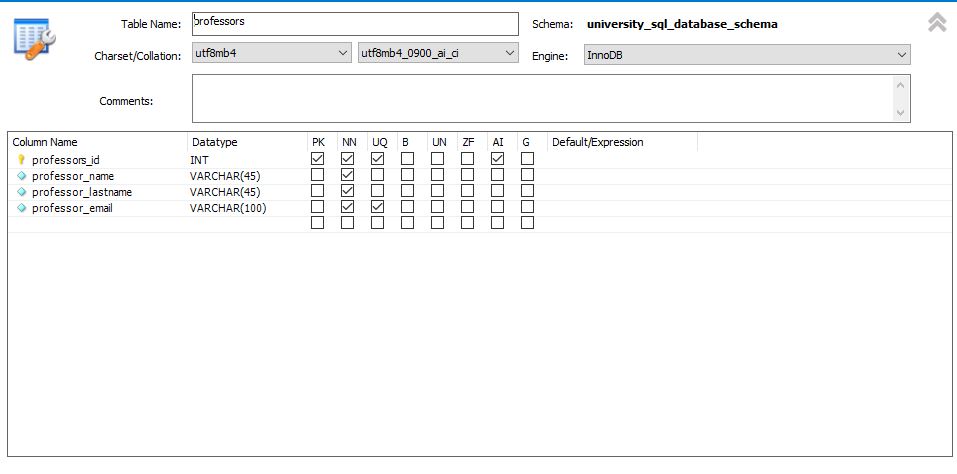 Table Name: professors Schema: university_sql_database_schema
Charset/Collation: utf8mb4 utf8mb4_0900_ai_ci Engine: InnoDB
Comments:
Column Name Datatype PK NN UQ B UN ZF AI G Default/Expression
professors_id INT
professor_name VARCHAR(45)
professor_lastname VARCHAR(45)
professor_email VARCHAR(100)